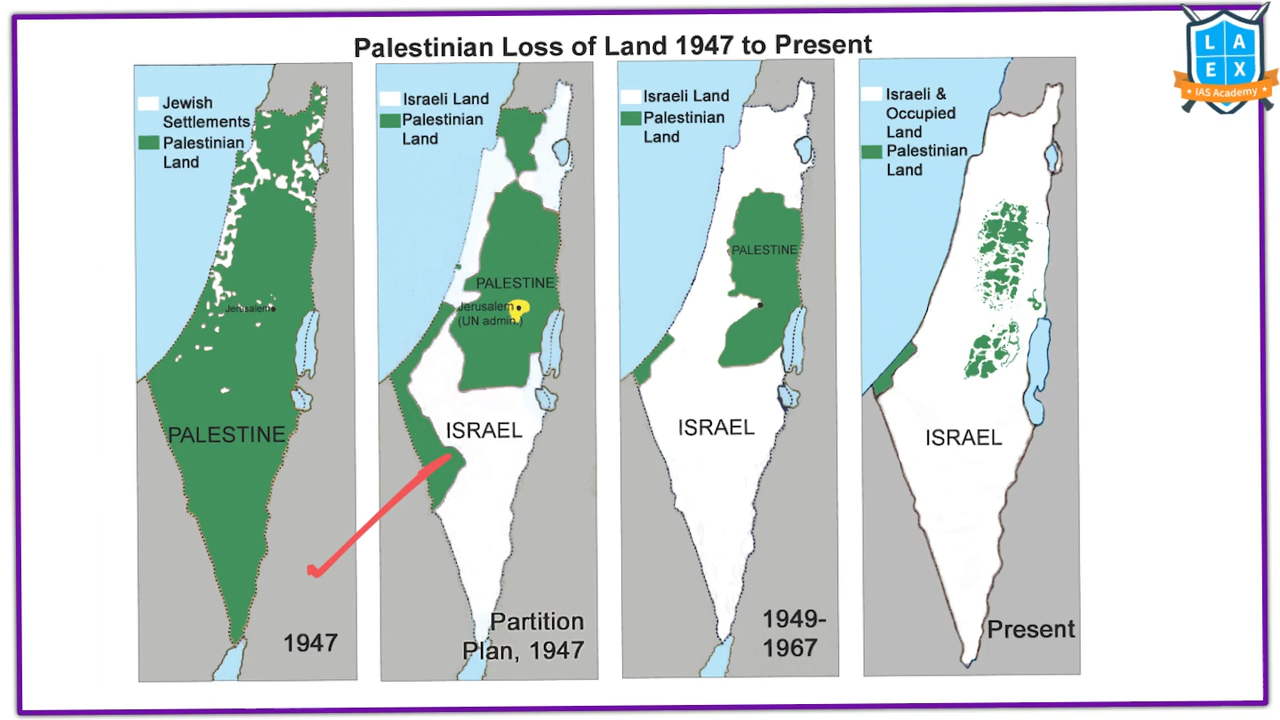 Palestinian Loss of Land 1947 to Present
L A
E X
IAS Academy
Jewish
Settlements
Palestinian
Land
Jerusalem
PALESTINE
1947
Israeli Land
Palestinian
Land
PALESTINE
Jerusalem
(UN admin.)
ISRAEL
Partition
Plan, 1947
Israeli Land
Palestinian
Land
PALESTINE
ISRAEL
1949-
1967
Israeli &
Occupied
Land
Palestinian
Land
ISRAEL
Present